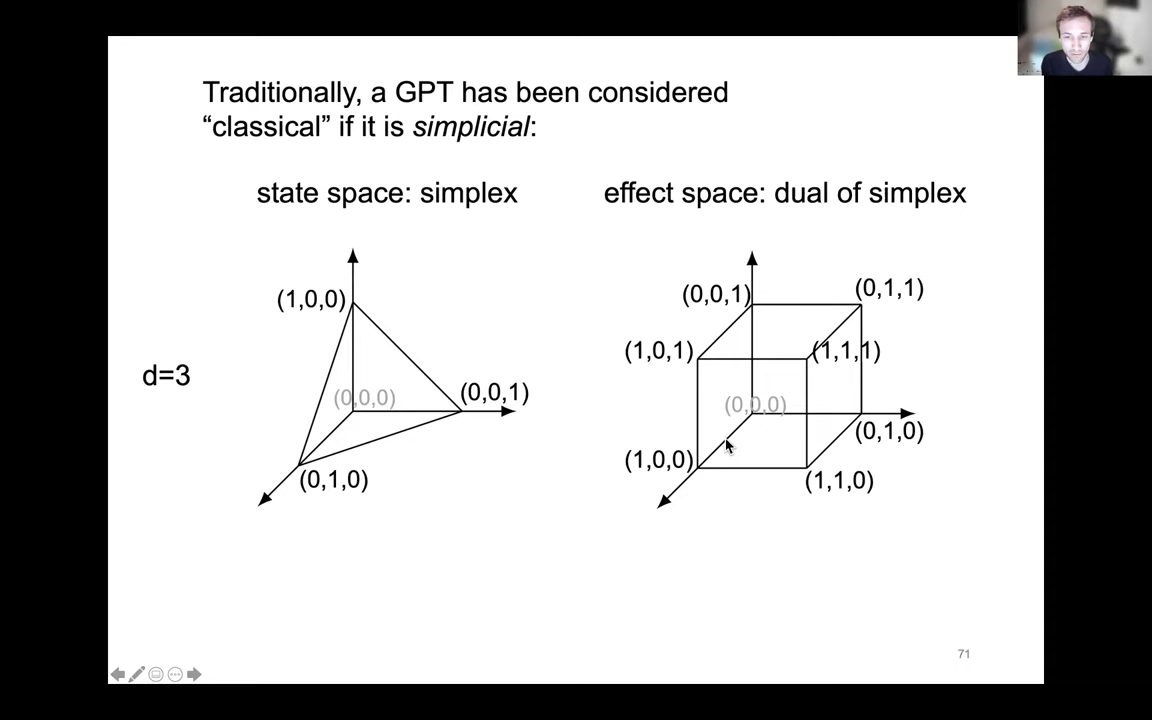 Traditionally, a GPT has been considered
“classical” if it is simplicial:
state space: simplex
effect space: dual of simplex
d=3
(1,0,0)
(0,0,0)
(0,0,1)
(0,1,0)
(0,0,1)
(0,1,1)
(1,0,1)
(1,1,1)
(0,0,0)
(0,1,0)
(1,0,0)
(1,1,0)
71